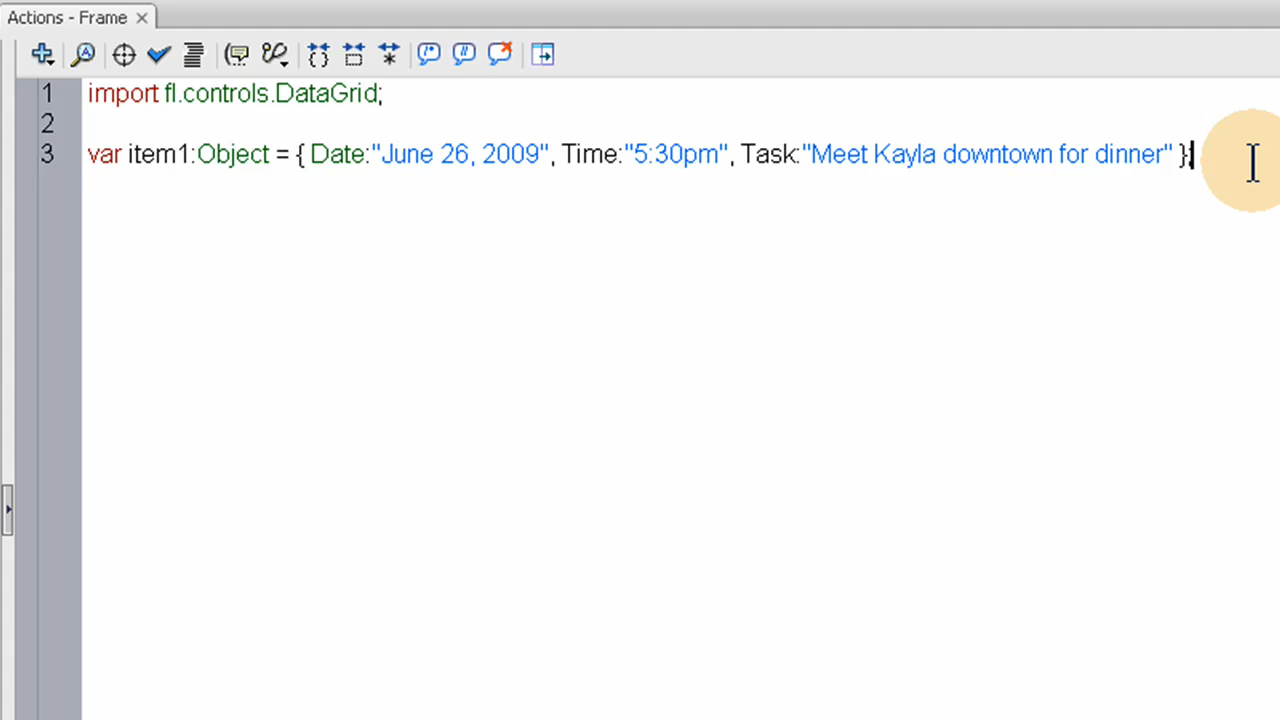 Actions - Frame
1 import fl.controls.DataGrid;
2
3 var item1:Object = { Date:"June 26, 2009", Time:"5:30pm", Task:"Meet Kayla downtown for dinner" };